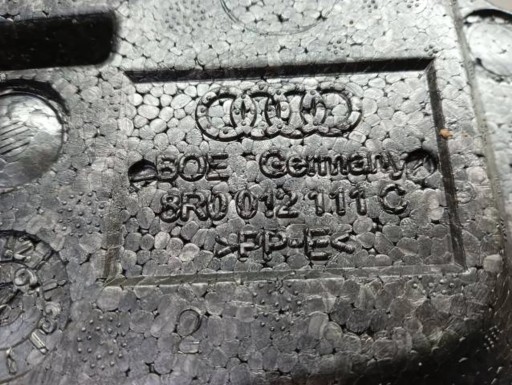 BOE Germany
8R0 012 111 C
>PP-E<